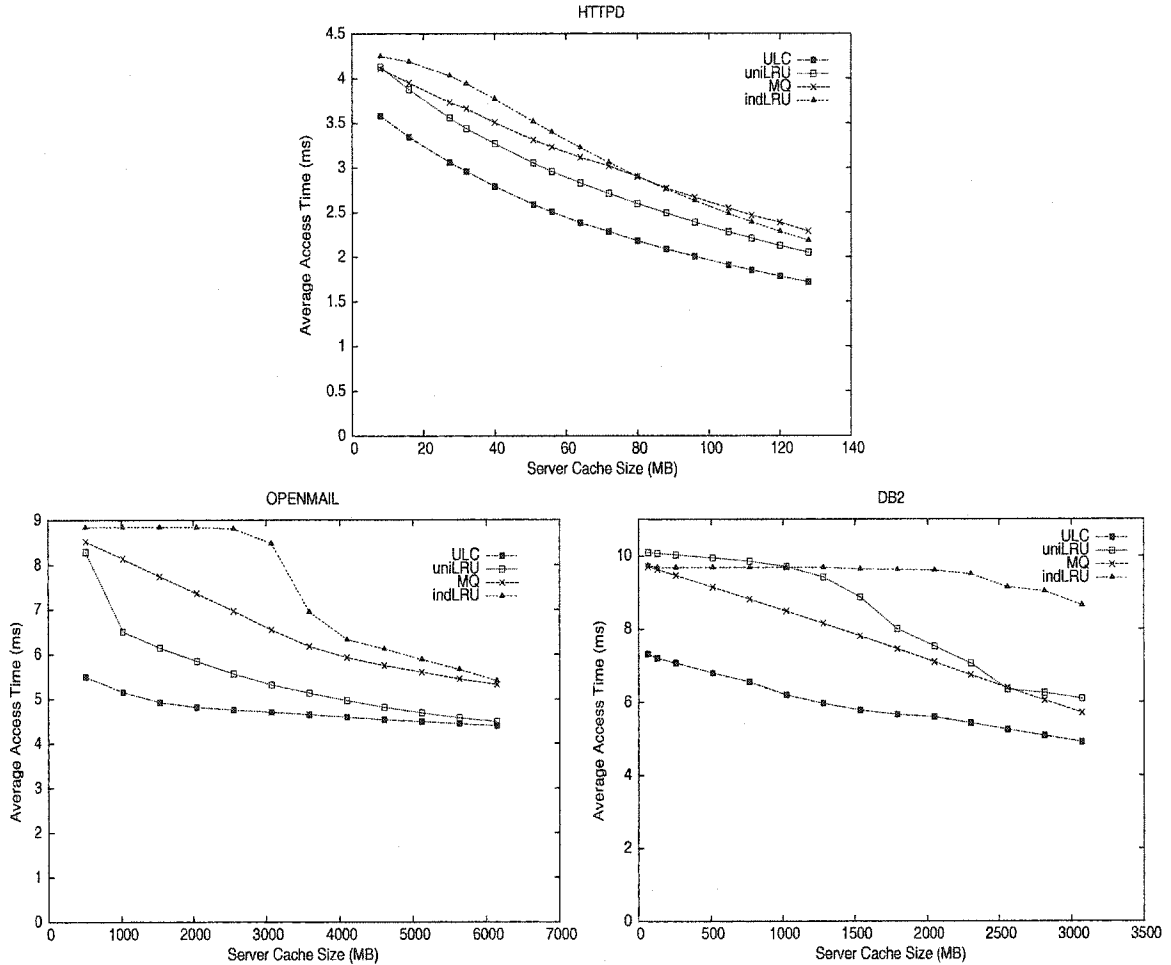 HTTPD
4.5
4
3.5
3
2.5
2
1.5
1
0.5
0
Average Access Time (ms)
ULC
uniLRU
MQ
indLRU
0 20 40 60 80 100 120 140
Server Cache Size (MB)
OPENMAIL
9
8
7
6
5
4
3
2
1
0
Average Access Time (ms)
ULC
uniLRU
MQ
indLRU
0 1000 2000 3000 4000 5000 6000 7000
Server Cache Size (MB)
DB2
10
8
6
4
2
0
Average Access Time (ms)
ULC
uniLRU
MQ
indLRU
0 500 1000 1500 2000 2500 3000 3500
Server Cache Size (MB)